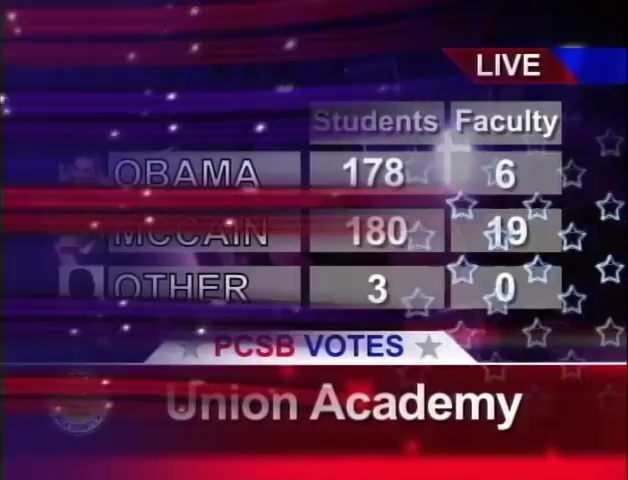 LIVE
Students Faculty
OBAMA 178 6
MCCAIN 180 19
OTHER 3 0
PCSB VOTES
Union Academy